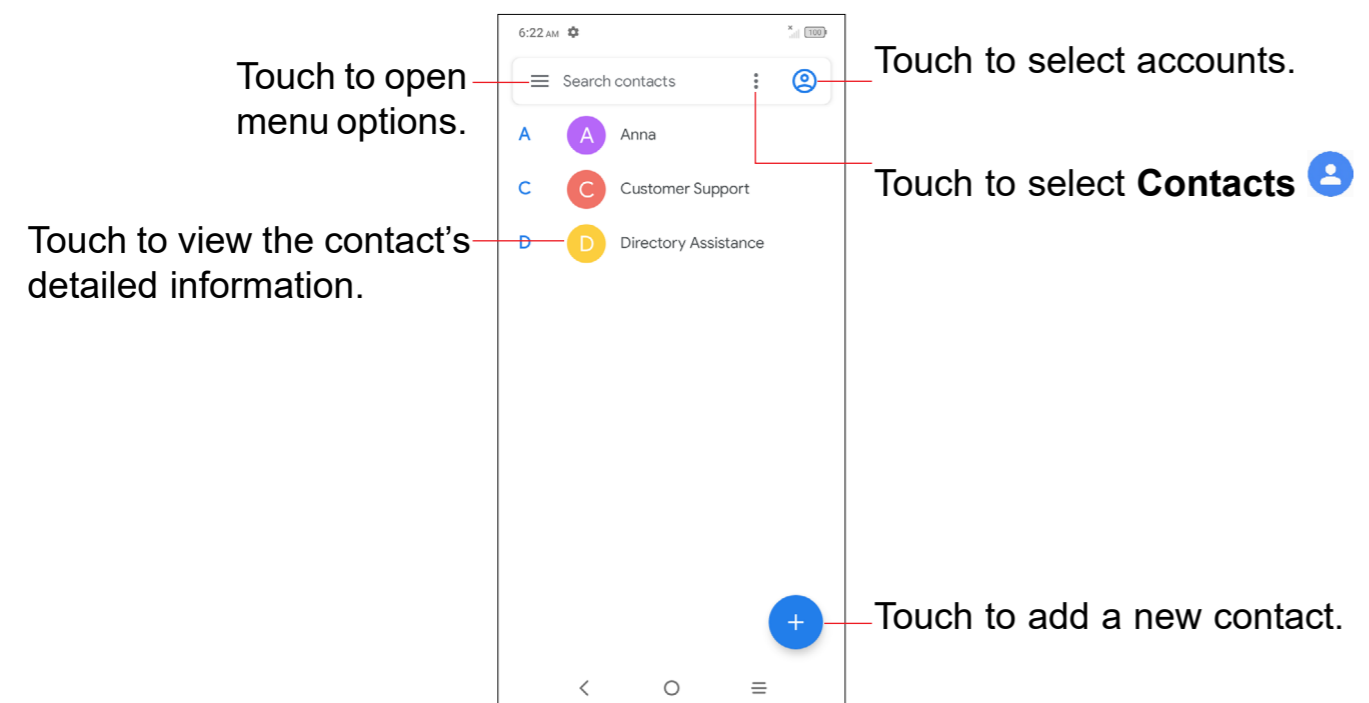 6:22 AM
100
Touch to open
menu options.
Search contacts
Touch to select accounts.
A A Anna
Touch to select Contacts
C C Customer Support
Touch to view the contact’s
detailed information.
D D Directory Assistance
+
Touch to add a new contact.